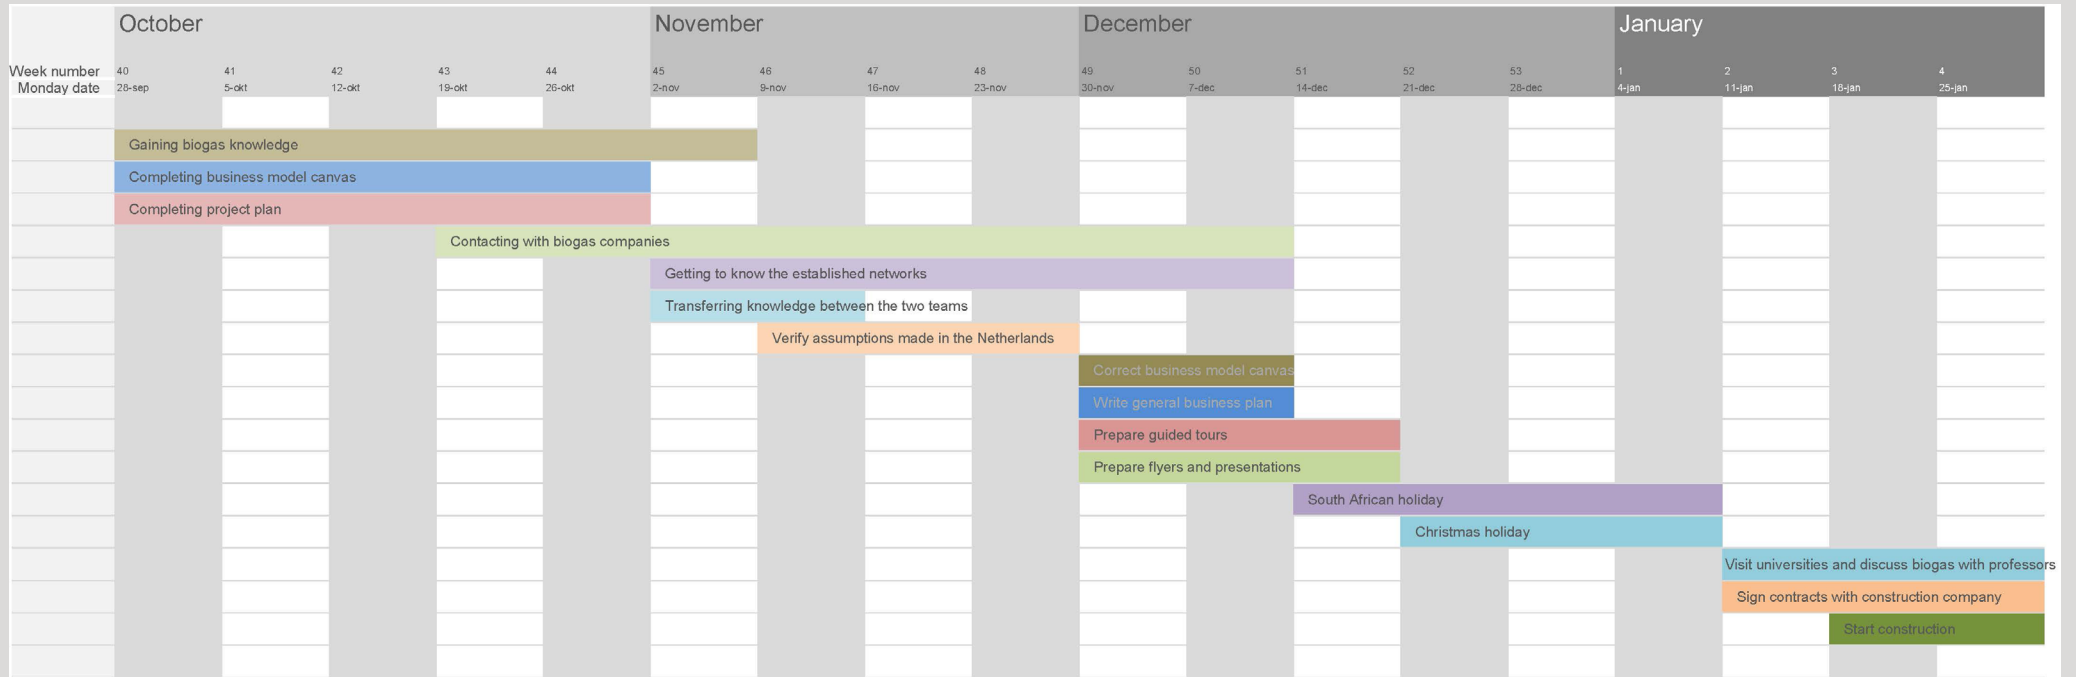 October November December January
Week number 40 41 42 43 44 45 46 47 48 49 50 51 52 53 1 2 3 4
Monday date 28-sep 5-okt 12-okt 19-okt 26-okt 2-nov 9-nov 16-nov 23-nov 30-nov 7-dec 14-dec 21-dec 28-dec 4-jan 11-jan 18-jan 25-jan
Gaining biogas knowledge
Completing business model canvas
Completing project plan
Contacting with biogas companies
Getting to know the established networks
Transferring knowledge between the two teams
Verify assumptions made in the Netherlands
Correct business model canvas
Write general business plan
Prepare guided tours
Prepare flyers and presentations
South African holiday
Christmas holiday
Visit universities and discuss biogas with professors
Sign contracts with construction company
Start construction